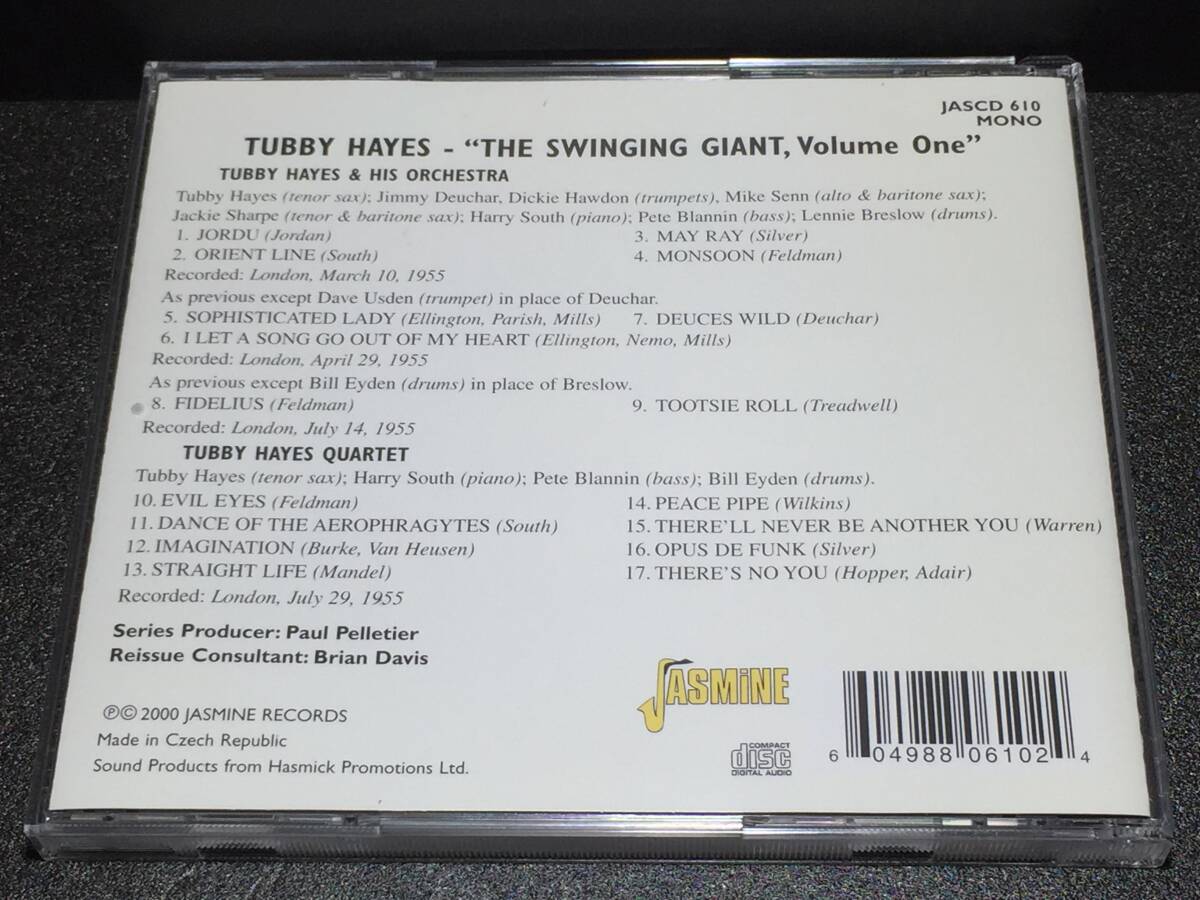 JASCD 610
MONO
TUBBY HAYES - “THE SWINGING GIANT, Volume One”
TUBBY HAYES & HIS ORCHESTRA
Tubby Hayes (tenor sax); Jimmy Deuchar, Dickie Hawdon (trumpets), Mike Senn (alto & baritone sax);
Jackie Sharpe (tenor & baritone sax); Harry South (piano); Pete Blannin (bass); Lennie Breslow (drums).
1. JORDU (Jordan)
2. ORIENT LINE (South)
3. MAY RAY (Silver)
4. MONSOON (Feldman)
Recorded: London, March 10, 1955
As previous except Dave Usden (trumpet) in place of Deuchar.
5. SOPHISTICATED LADY (Ellington, Parish, Mills)
7. DEUCES WILD (Deuchar)
6. I LET A SONG GO OUT OF MY HEART (Ellington, Nemo, Mills)
Recorded: London, April 29, 1955
As previous except Bill Eyden (drums) in place of Breslow.
8. FIDELIUS (Feldman)
9. TOOTSIE ROLL (Treadwell)
Recorded: London, July 14, 1955
TUBBY HAYES QUARTET
Tubby Hayes (tenor sax); Harry South (piano); Pete Blannin (bass); Bill Eyden (drums).
10. EVIL EYES (Feldman)
11. DANCE OF THE AEROPHRAGYTES (South)
12. IMAGINATION (Burke, Van Heusen)
13. STRAIGHT LIFE (Mandel)
14. PEACE PIPE (Wilkins)
15. THERE'LL NEVER BE ANOTHER YOU (Warren)
16. OPUS DE FUNK (Silver)
17. THERE'S NO YOU (Hopper, Adair)
Recorded: London, July 29, 1955
Series Producer: Paul Pelletier
Reissue Consultant: Brian Davis
℗© 2000 JASMINE RECORDS
Made in Czech Republic
Sound Products from Hasmick Promotions Ltd.
JASMiNE
COMPACT
disc
DIGITAL AUDIO
6 04988 06102 4